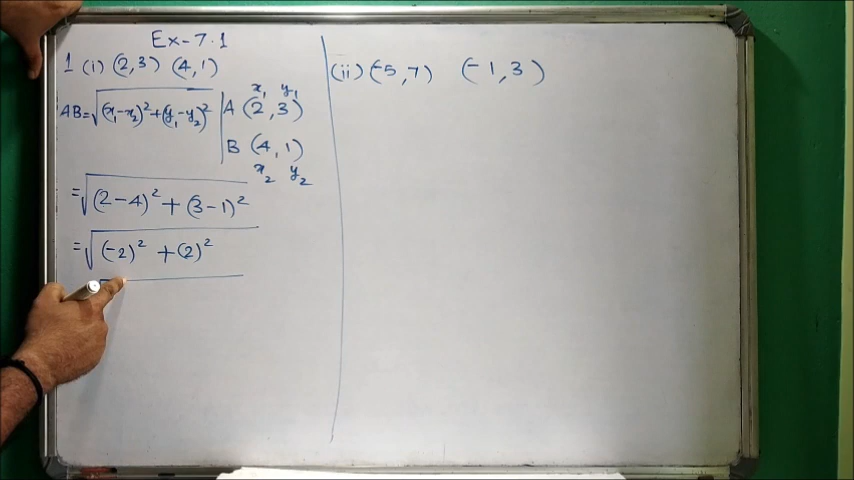 Ex-7.1
1 (i) (2,3) (4,1)
AB=√(x₁-x₂)²+(y₁-y₂)²
x₁ y₁
A (2,3)
B (4,1)
x₂ y₂
=√(2-4)²+(3-1)²
=√(-2)²+(2)²
(ii) (-5,7) (-1,3)